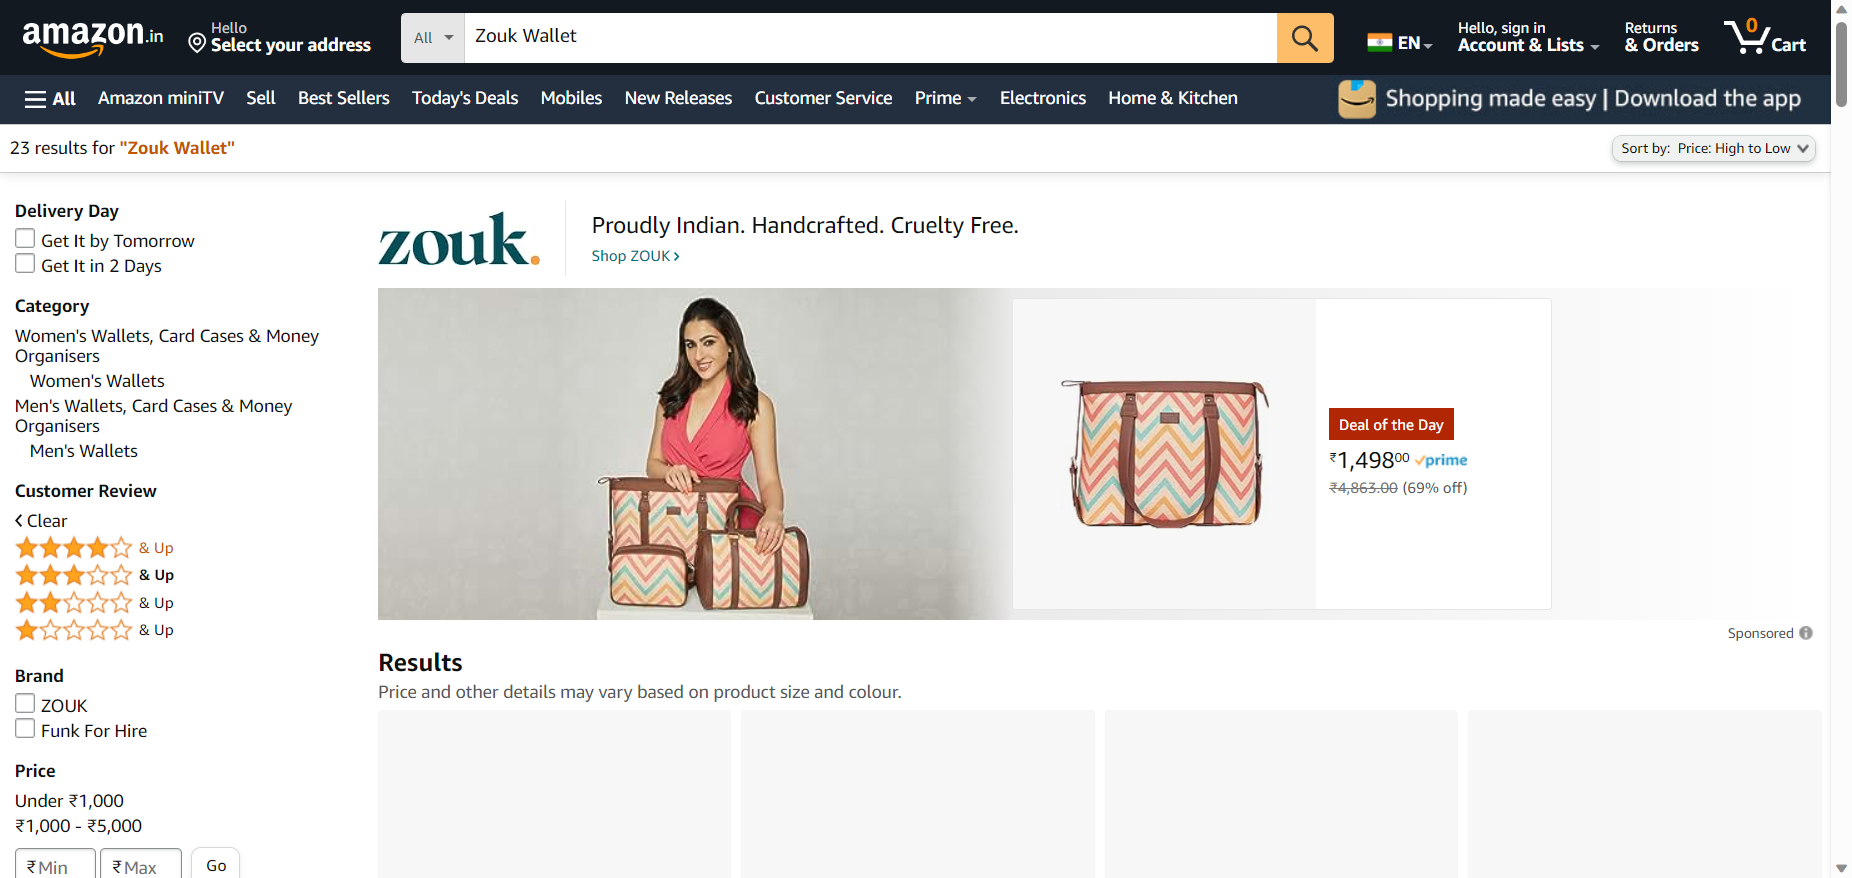 amazon.in
Hello
Select your address
All
Zouk Wallet
EN
Hello, sign in
Account & Lists
Returns
& Orders
0
Cart
All
Amazon miniTV
Sell
Best Sellers
Today's Deals
Mobiles
New Releases
Customer Service
Prime
Electronics
Home & Kitchen
Shopping made easy | Download the app
23 results for "Zouk Wallet"
Sort by: Price: High to Low
Delivery Day
Get It by Tomorrow
Get It in 2 Days
Category
Women's Wallets, Card Cases & Money
Organisers
Women's Wallets
Men's Wallets, Card Cases & Money
Organisers
Men's Wallets
Customer Review
Clear
& Up
& Up
& Up
& Up
Brand
ZOUK
Funk For Hire
Price
Under ₹1,000
₹1,000 - ₹5,000
₹ Min
₹ Max
Go
zouk.
Proudly Indian. Handcrafted. Cruelty Free.
Shop ZOUK ›
Deal of the Day
₹1,498.00 prime
₹4,863.00 (69% off)
Sponsored
Results
Price and other details may vary based on product size and colour.